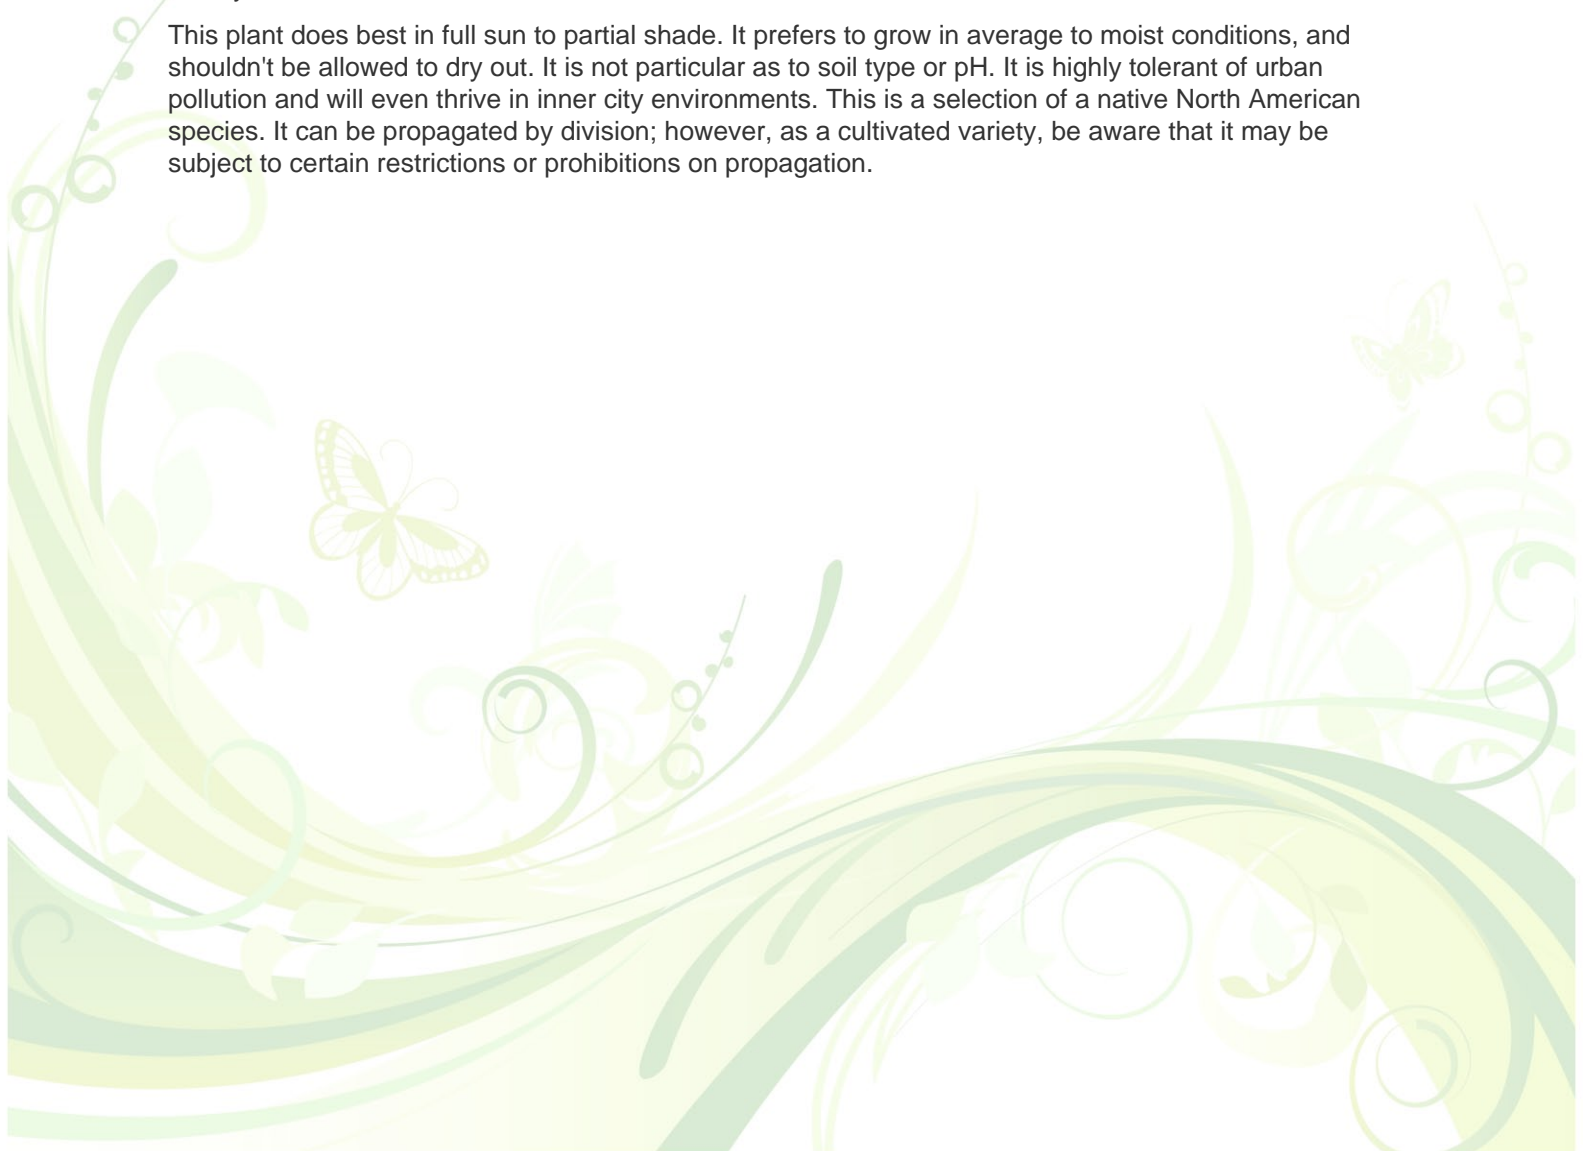 This plant does best in full sun to partial shade. It prefers to grow in average to moist conditions, and
shouldn't be allowed to dry out. It is not particular as to soil type or pH. It is highly tolerant of urban
pollution and will even thrive in inner city environments. This is a selection of a native North American
species. It can be propagated by division; however, as a cultivated variety, be aware that it may be
subject to certain restrictions or prohibitions on propagation.